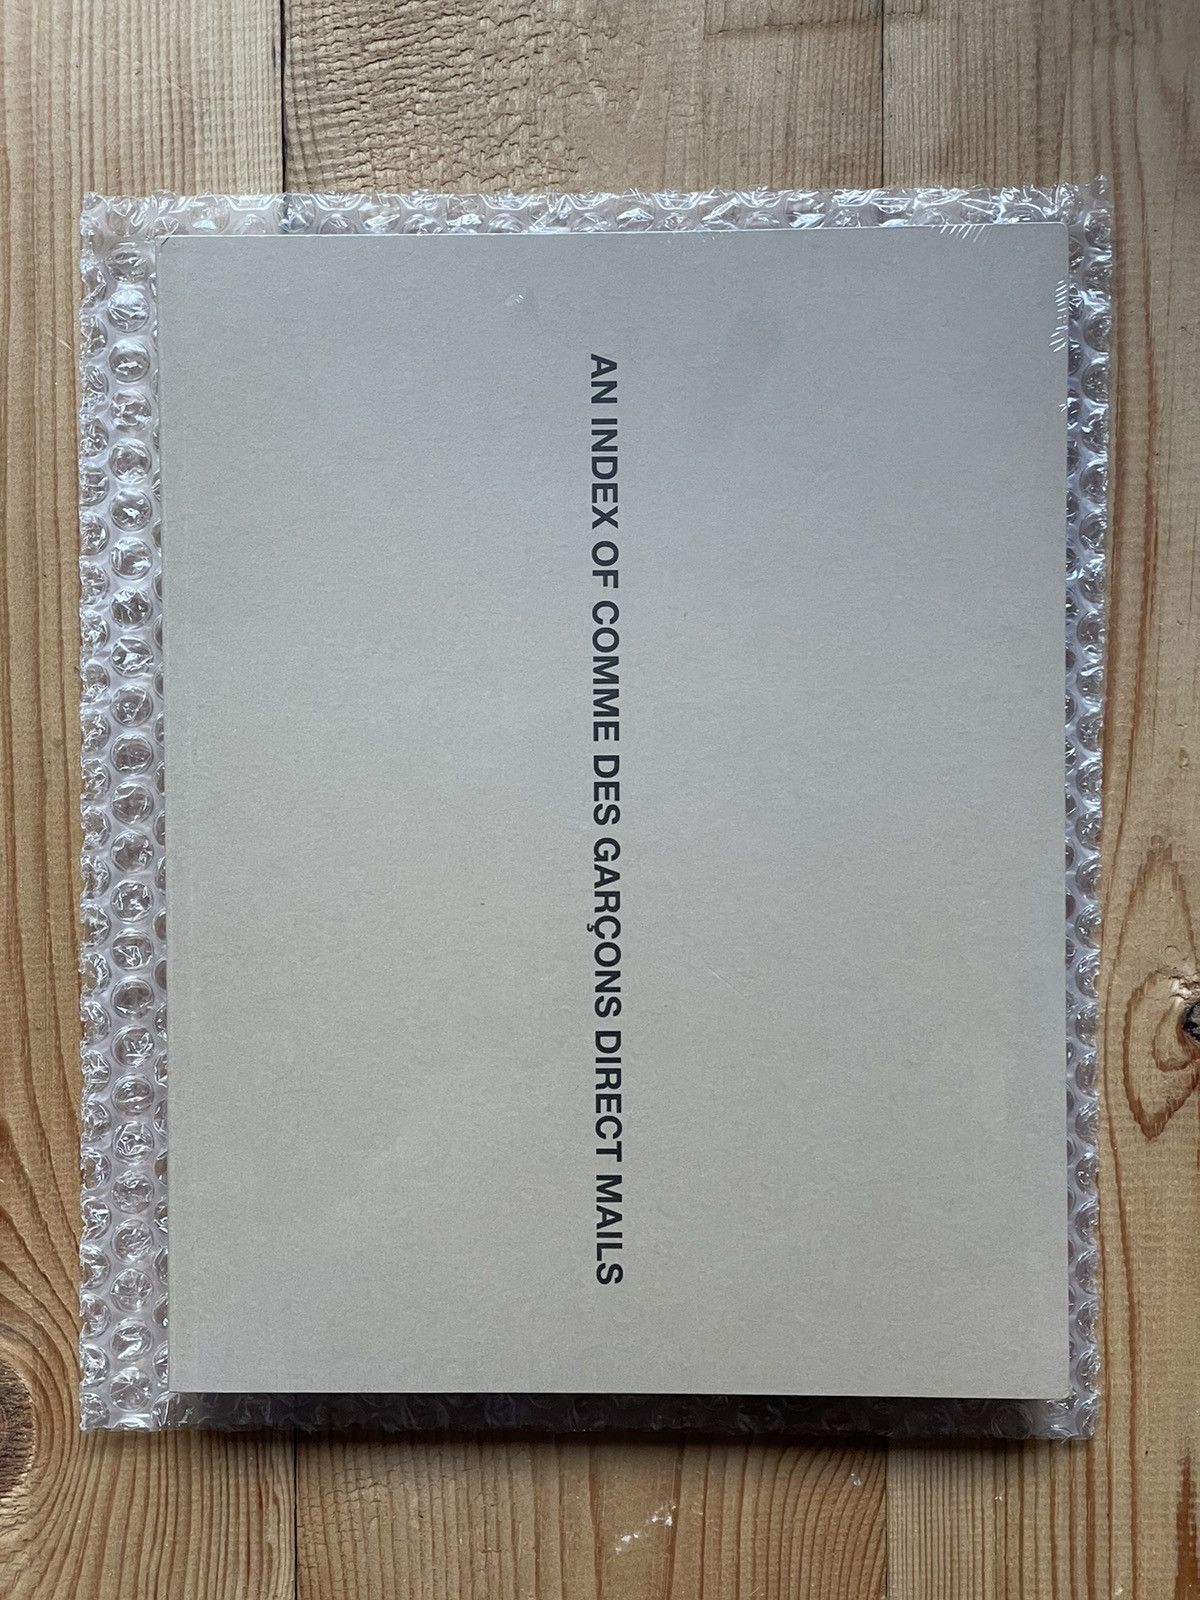 AN INDEX OF COMME DES GARÇONS DIRECT MAILS